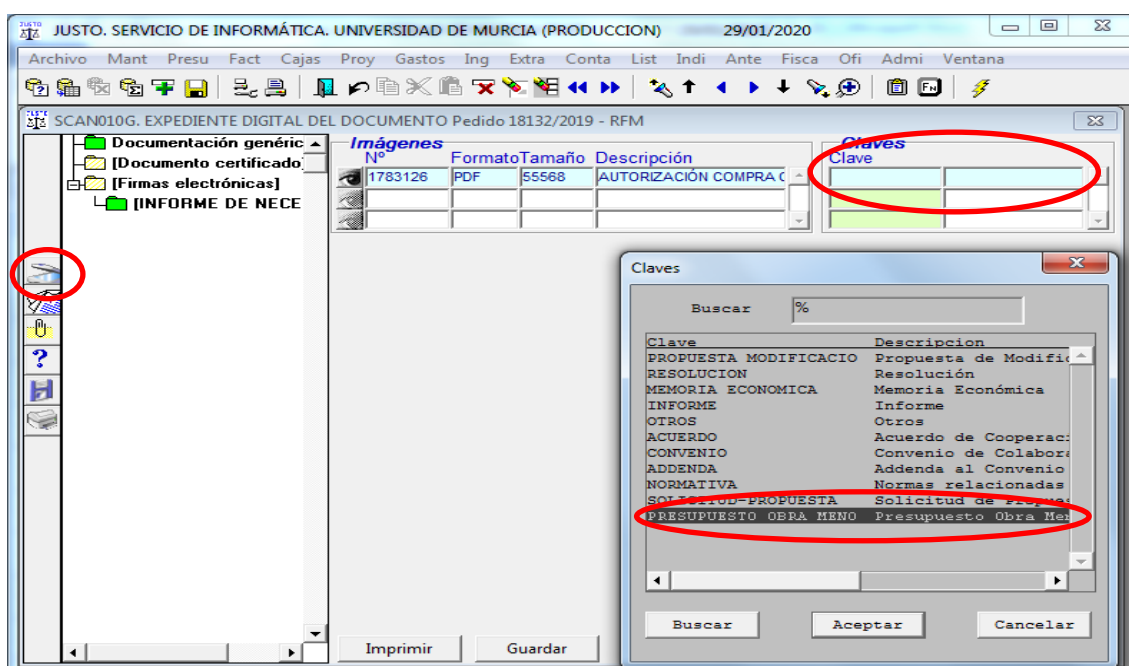 JUSTO JUSTO. SERVICIO DE INFORMÁTICA. UNIVERSIDAD DE MURCIA (PRODUCCION) 29/01/2020
Archivo Mant Presu Fact Cajas Proy Gastos Ing Extra Conta List Indi Ante Fisca Ofi Admi Ventana
FN
SCAN010G. EXPEDIENTE DIGITAL DEL DOCUMENTO Pedido 18132/2019 - RFM
Documentación genéric
[Documento certificado]
[Firmas electrónicas]
[INFORME DE NECE
Imágenes
Nº Formato Tamaño Descripción
1783126 PDF 55568 AUTORIZACIÓN COMPRA
Claves
Clave
?
Claves
Buscar %
Clave Descripcion
PROPUESTA MODIFICACIO Propuesta de Modific
RESOLUCION Resolución
MEMORIA ECONOMICA Memoria Económica
INFORME Informe
OTROS Otros
ACUERDO Acuerdo de Cooperac
CONVENIO Convenio de Colabora
ADDENDA Addenda al Convenio
NORMATIVA Normas relacionadas
SOLICITUD-PROPUESTA Solicitud de Propues
PRESUPUESTO OBRA MENO Presupuesto Obra Men
Buscar Aceptar Cancelar
Imprimir Guardar